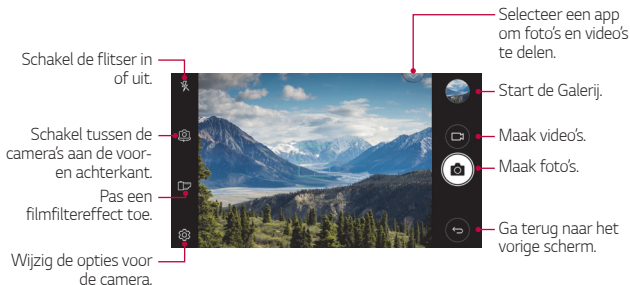 Selecteer een app
om foto's en video's
te delen.
Schakel de flitser in
of uit.
Start de Galerij.
Schakel tussen de
camera's aan de voor-
en achterkant.
Maak video's.
Maak foto's.
Pas een
filmfiltereffect toe.
Ga terug naar het
vorige scherm.
Wijzig de opties voor
de camera.